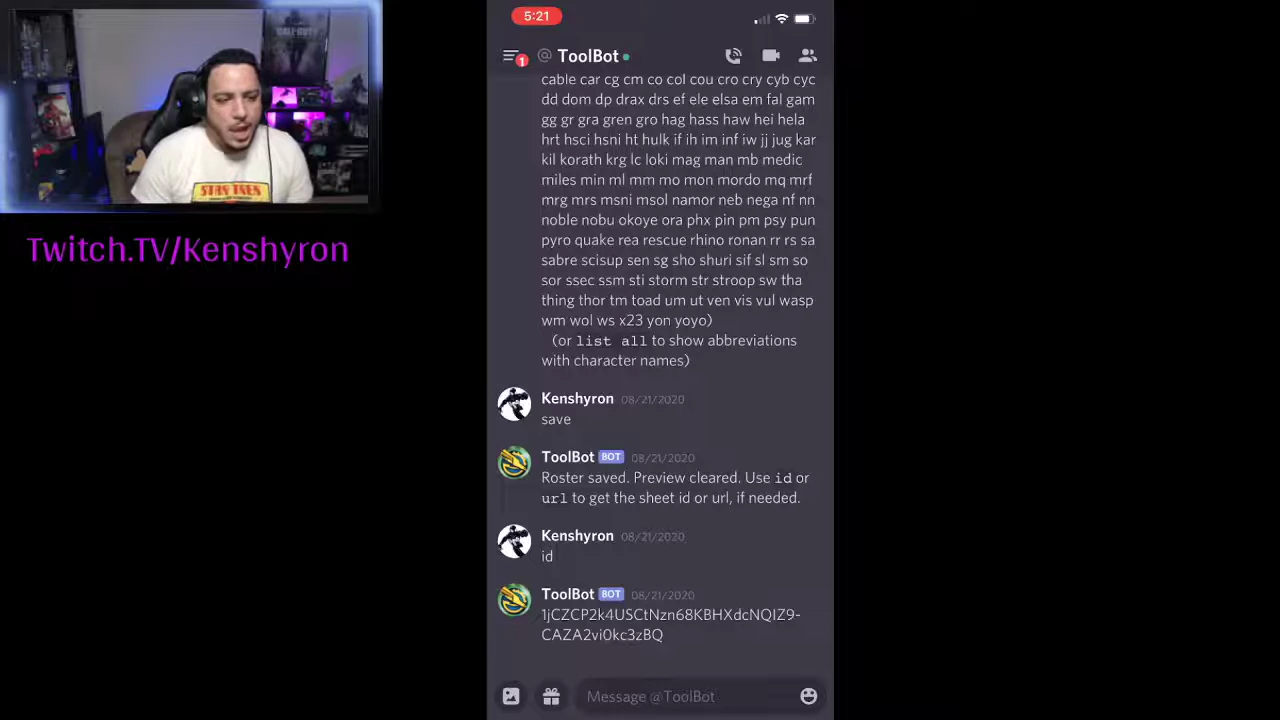 5:21
1
@ ToolBot
cable car cg cm co col cou cro cry cyb cyc
dd dom dp drax drs ef ele elsa em fal gam
gg gr gra gren gro hag hass haw hei hela
hrt hsci hsni ht hulk if ih im inf iw jj jug kar
kil korath krg lc loki mag man mb medic
miles min ml mm mo mon mordo mq mrf
mrg mrs msni msol namor neb nega nf nn
noble nobu okoye ora phx pin pm psy pun
pyro quake rea rescue rhino ronan rr rs sa
sabre scisup sen sg sho shuri sif sl sm so
sor ssec ssm sti storm str stroop sw tha
thing thor tm toad um ut ven vis vul wasp
wm wol ws x23 yon yoyo)
(or list all to show abbreviations
with character names)
Kenshyron 08/21/2020
save
ToolBot BOT 08/21/2020
Roster saved. Preview cleared. Use id or
url to get the sheet id or url, if needed.
Kenshyron 08/21/2020
id
ToolBot BOT 08/21/2020
1jCZCP2k4USCtNzn68KBHXdcNQIZ9-
CAZA2vi0kc3zBQ
Message @ToolBot
Twitch.TV/Kenshyron
CALL OF DUTY